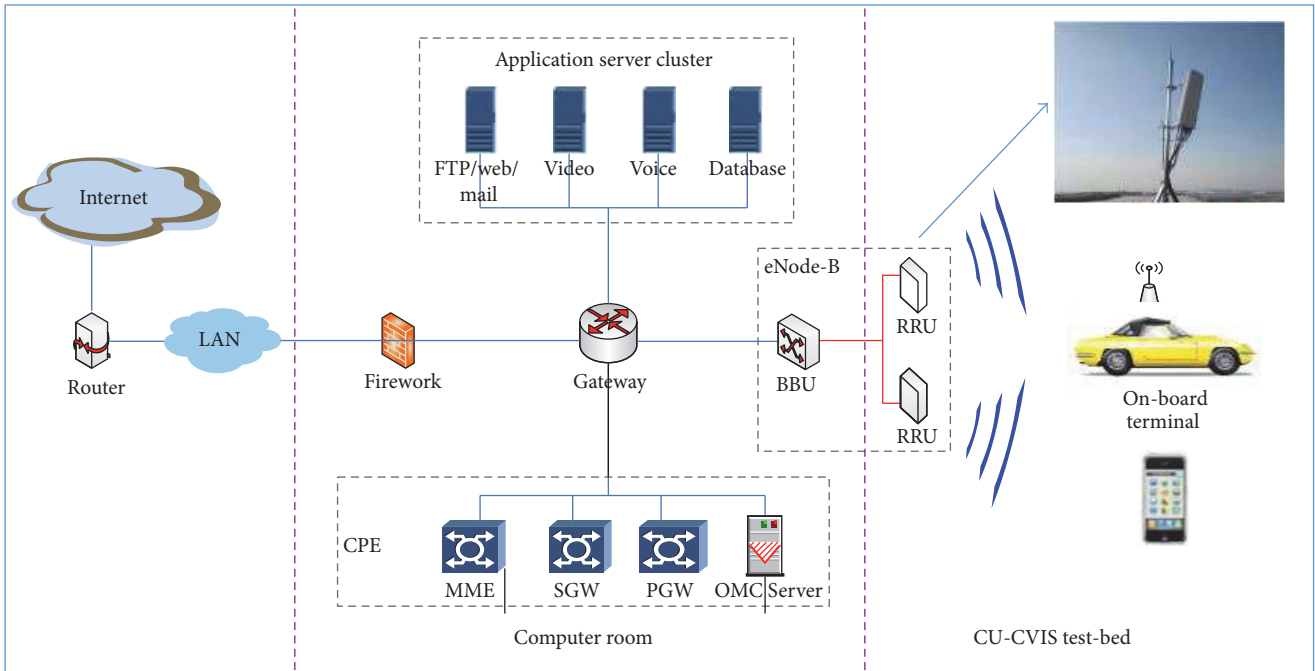 Application server cluster
FTP/web/
mail
Video
Voice
Database
Internet
eNode-B
RRU
LAN
Router
Firework
Gateway
BBU
RRU
On-board
terminal
CPE
MME
SGW
PGW
OMC Server
Computer room
CU-CVIS test-bed